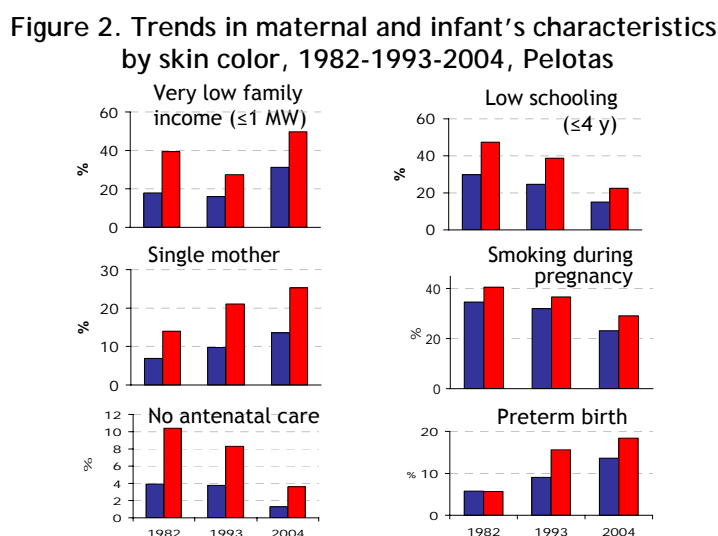 Figure 2. Trends in maternal and infant's characteristics
by skin color, 1982-1993-2004, Pelotas
Very low family
income (≤1 MW)
60
40
20
0
%
Low schooling
(≤4 y)
60
40
20
0
%
Single mother
30
20
10
0
%
Smoking during
pregnancy
40
20
0
%
No antenatal care
12
10
8
6
4
2
0
%
1982 1993 2004
Preterm birth
20
10
0
%
1982 1993 2004